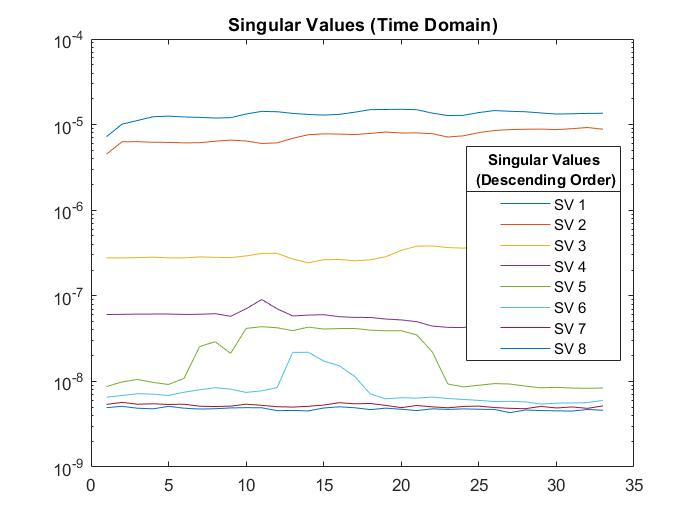 Singular Values (Time Domain)
10^-4
10^-5
10^-6
10^-7
10^-8
10^-9
Singular Values
(Descending Order)
SV 1
SV 2
SV 3
SV 4
SV 5
SV 6
SV 7
SV 8
0 5 10 15 20 25 30 35